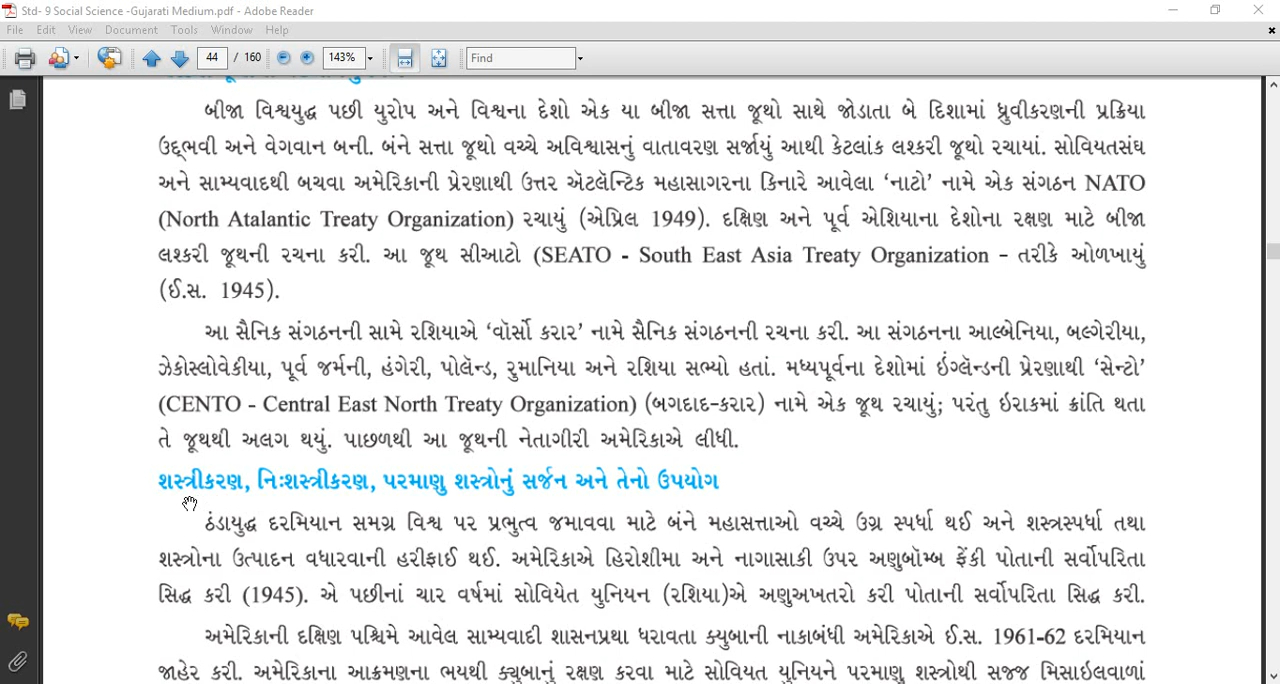 Std- 9 Social Science -Gujarati Medium.pdf - Adobe Reader
File Edit View Document Tools Window Help
44 / 160 143% Find
બીજા વિશ્વયુદ્ધ પછી યુરોપ અને વિશ્વના દેશો એક યા બીજા સત્તા જૂથો સાથે જોડાતા બે દિશામાં ધ્રુવીકરણની પ્રક્રિયા
ઉદ્ભવી અને વેગવાન બની. બંને સત્તા જૂથો વચ્ચે અવિશ્વાસનું વાતાવરણ સર્જાયું આથી કેટલાંક લશ્કરી જૂથો રચાયાં. સોવિયતસંઘ
અને સામ્યવાદથી બચવા અમેરિકાની પ્રેરણાથી ઉત્તર ઍટલૅન્ટિક મહાસાગરના કિનારે આવેલા ‘નાટો’ નામે એક સંગઠન NATO
(North Atalantic Treaty Organization) રચાયું (એપ્રિલ 1949). દક્ષિણ અને પૂર્વ એશિયાના દેશોના રક્ષણ માટે બીજા
લશ્કરી જૂથની રચના કરી. આ જૂથ સીઆટો (SEATO - South East Asia Treaty Organization - તરીકે ઓળખાયું
(ઈ.સ. 1945).
આ સૈનિક સંગઠનની સામે રશિયાએ ‘વૉર્સો કરાર’ નામે સૈનિક સંગઠનની રચના કરી. આ સંગઠનના આલ્બેનિયા, બલ્ગેરીયા,
ઝેકોસ્લોવેકીયા, પૂર્વ જર્મની, હંગેરી, પોલૅન્ડ, રુમાનિયા અને રશિયા સભ્યો હતાં. મધ્યપૂર્વના દેશોમાં ઇંગ્લૅન્ડની પ્રેરણાથી ‘સેન્ટો’
(CENTO - Central East North Treaty Organization) (બગદાદ-કરાર) નામે એક જૂથ રચાયું; પરંતુ ઇરાકમાં ક્રાંતિ થતા
તે જૂથથી અલગ થયું. પાછળથી આ જૂથની નેતાગીરી અમેરિકાએ લીધી.
શસ્ત્રીકરણ, નિઃશસ્ત્રીકરણ, પરમાણુ શસ્ત્રોનું સર્જન અને તેનો ઉપયોગ
ઠંડાયુદ્ધ દરમિયાન સમગ્ર વિશ્વ પર પ્રભુત્વ જમાવવા માટે બંને મહાસત્તાઓ વચ્ચે ઉગ્ર સ્પર્ધા થઈ અને શસ્ત્રસ્પર્ધા તથા
શસ્ત્રોના ઉત્પાદન વધારવાની હરીફાઈ થઈ. અમેરિકાએ હિરોશીમા અને નાગાસાકી ઉપર અણુબૉમ્બ ફેંકી પોતાની સર્વોપરિતા
સિદ્ધ કરી (1945). એ પછીનાં ચાર વર્ષમાં સોવિયેત યુનિયન (રશિયા)એ અણુઅખતરો કરી પોતાની સર્વોપરિતા સિદ્ધ કરી.
અમેરિકાની દક્ષિણ પશ્ચિમે આવેલ સામ્યવાદી શાસનપ્રથા ધરાવતા ક્યુબાની નાકાબંધી અમેરિકાએ ઈ.સ. 1961-62 દરમિયાન
જાહેર કરી. અમેરિકાના આક્રમણના ભયથી ક્યુબાનું રક્ષણ કરવા માટે સોવિયત યુનિયને પરમાણુ શસ્ત્રોથી સજ્જ મિસાઇલવાળાં